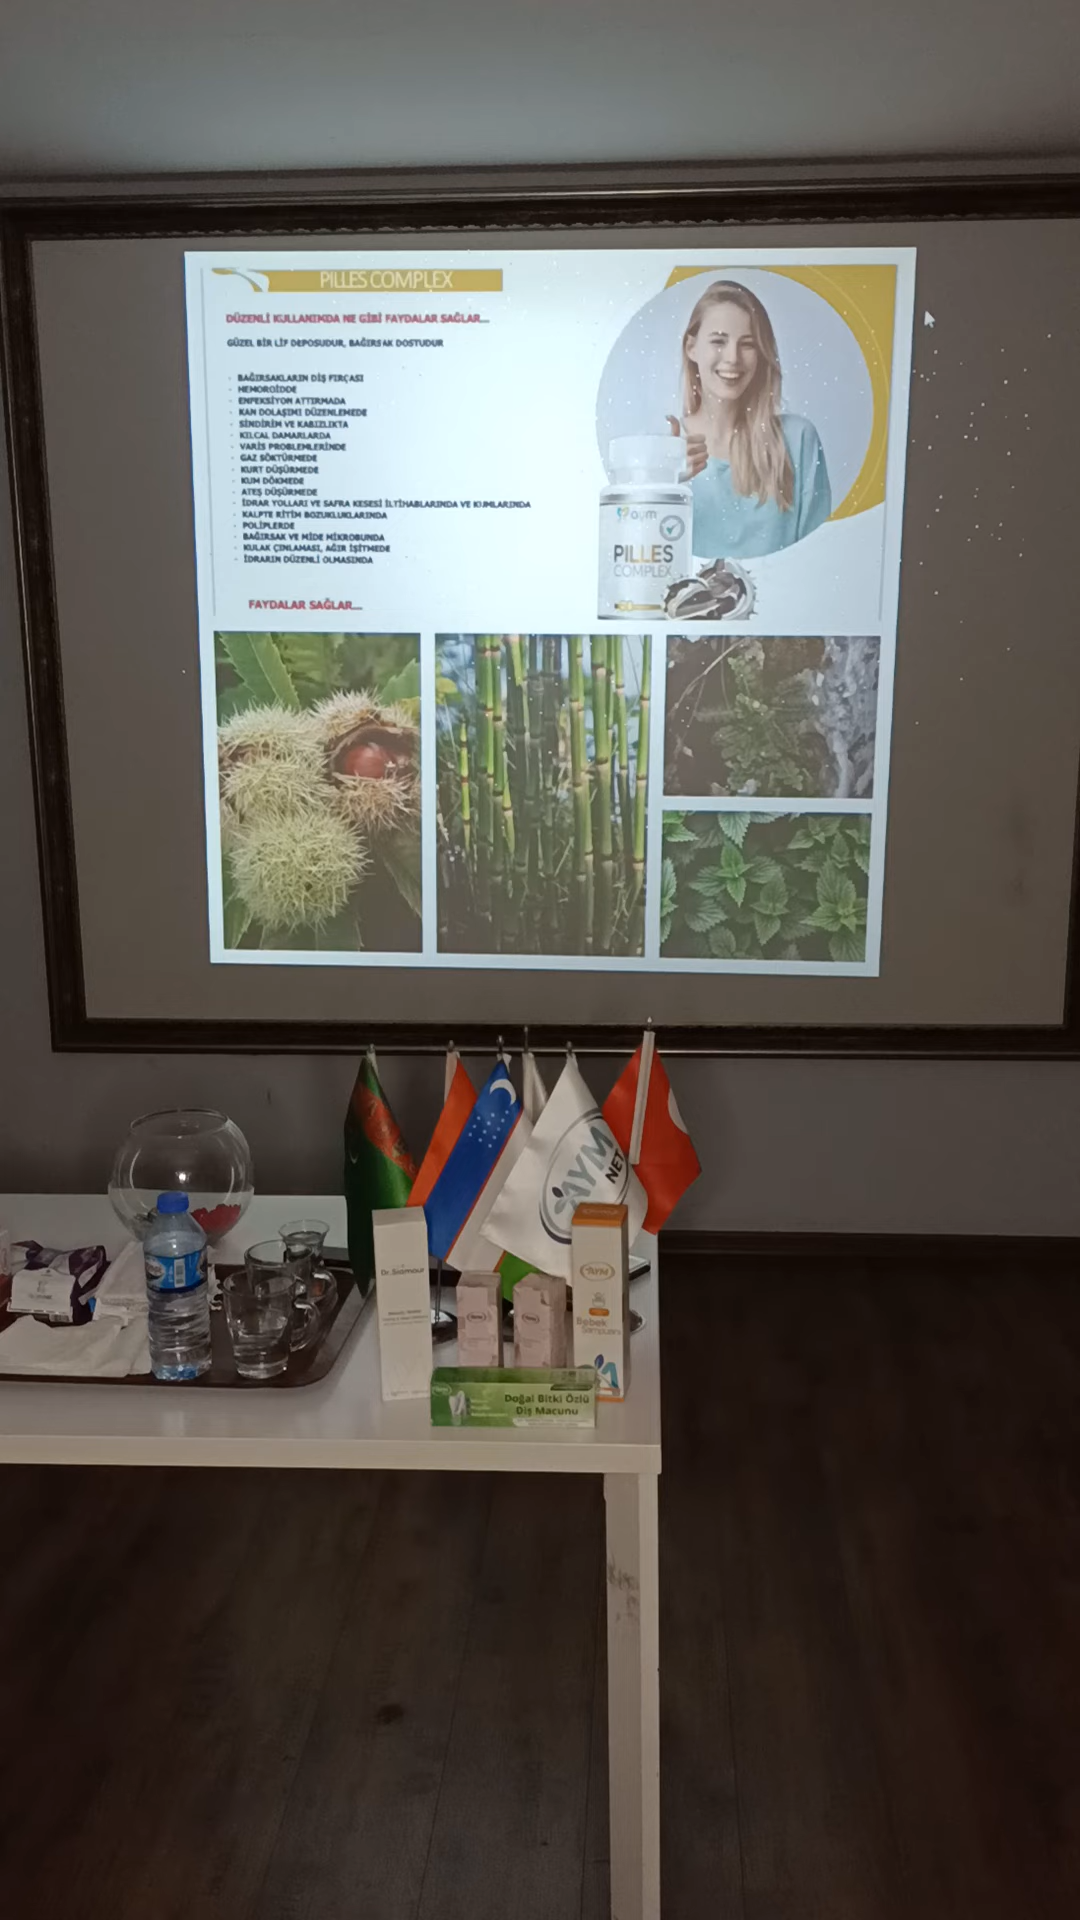 PILLES COMPLEX
DÜZENLİ KULLANIMDA NE GİBİ FAYDALAR SAĞLAR...
GÜZEL BİR LİF DEPOSUDUR, BAĞIRSAK DOSTUDUR
- BAĞIRSAKLARIN DİŞ FIRÇASI
- HEMOROİDDE
- ENFEKSİYON ATTIRMADA
- KAN DOLAŞIMI DÜZENLEMEDE
- SİNDİRİM VE KABIZLIKTA
- KILCAL DAMARLARDA
- VARİS PROBLEMLERİNDE
- GAZ SÖKTÜRMEDE
- KURT DÜŞÜRMEDE
- KUM DÖKMEDE
- ATEŞ DÜŞÜRMEDE
- İDRAR YOLLARI VE SAFRA KESESİ İLTİHABLARINDA VE KUMLARINDA
- KALPTE RİTİM BOZUKLUKLARINDA
- POLİPLERDE
- BAĞIRSAK VE MİDE MİKROBUNDA
- KULAK ÇINLAMASI, AĞIR İŞİTMEDE
- İDRARIN DÜZENLİ OLMASINDA
FAYDALAR SAĞLAR...
aym
PILLES
COMPLEX
60
AYM
NET
Dr.Siamour
AYM
Bebek
Şampuanı
Doğal Bitki Özlü
Diş Macunu